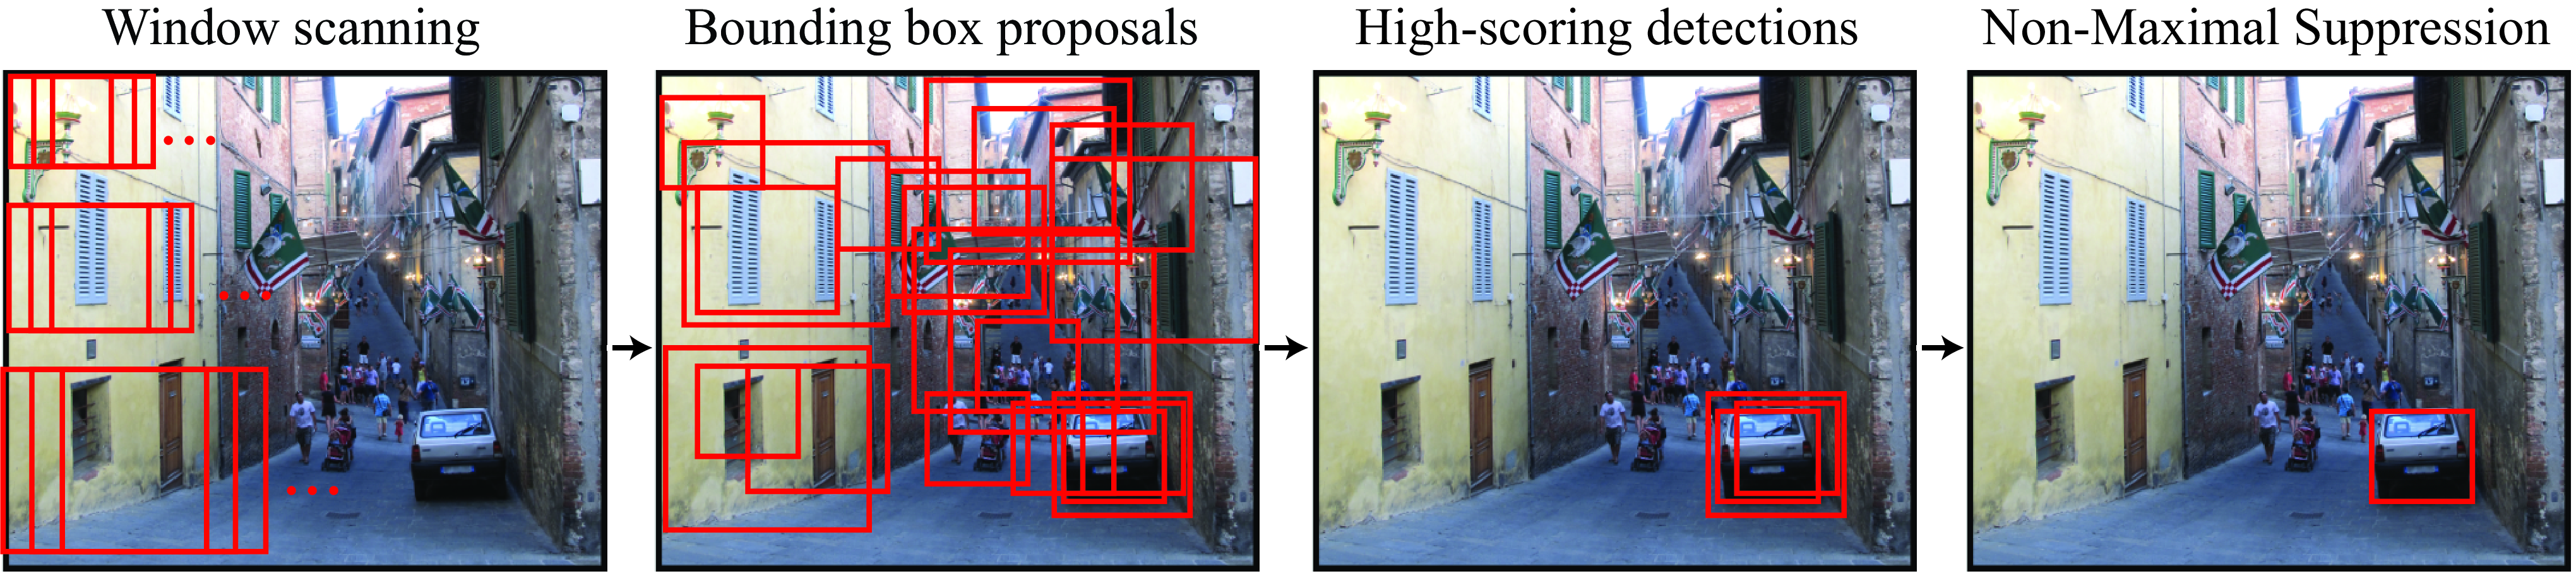 Window scanning
Bounding box proposals
High-scoring detections
Non-Maximal Suppression